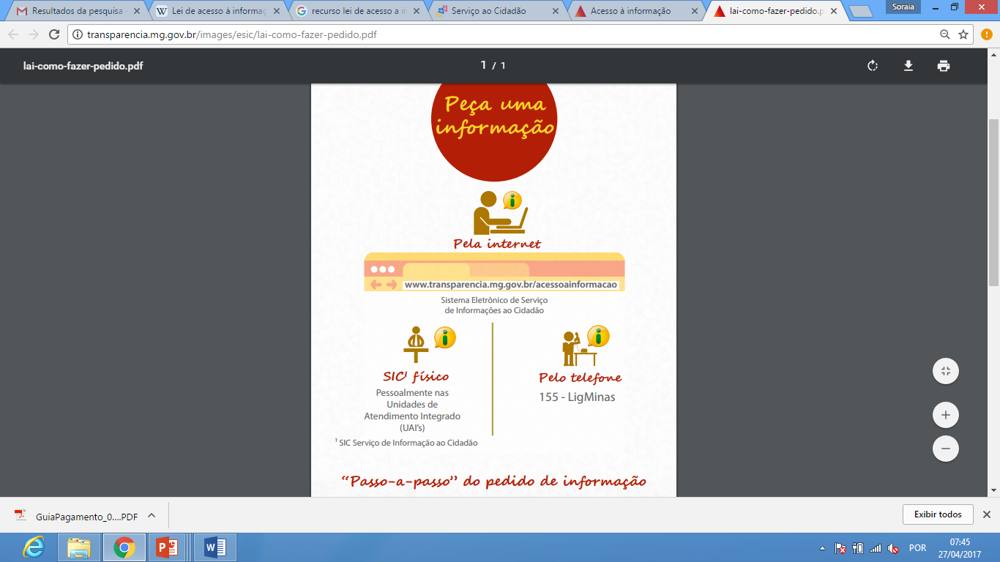 Resultados da pesquisa
Lei de acesso à informaç
recurso lei de acesso a in
Serviço ao Cidadão
Acesso à informação
lai-como-fazer-pedido.p
Soraia
transparencia.mg.gov.br/images/esic/lai-como-fazer-pedido.pdf
lai-como-fazer-pedido.pdf
1 / 1
Peça uma
informação
Pela internet
www.transparencia.mg.gov.br/acessoainformacao
Sistema Eletrônico de Serviço
de Informações ao Cidadão
SIC¹ físico
Pessoalmente nas
Unidades de
Atendimento Integrado
(UAI's)
Pelo telefone
155 - LigMinas
¹ SIC Serviço de Informação ao Cidadão
“Passo-a-passo” do pedido de informação
GuiaPagamento_0....PDF
Exibir todos
POR
07:45
27/04/2017